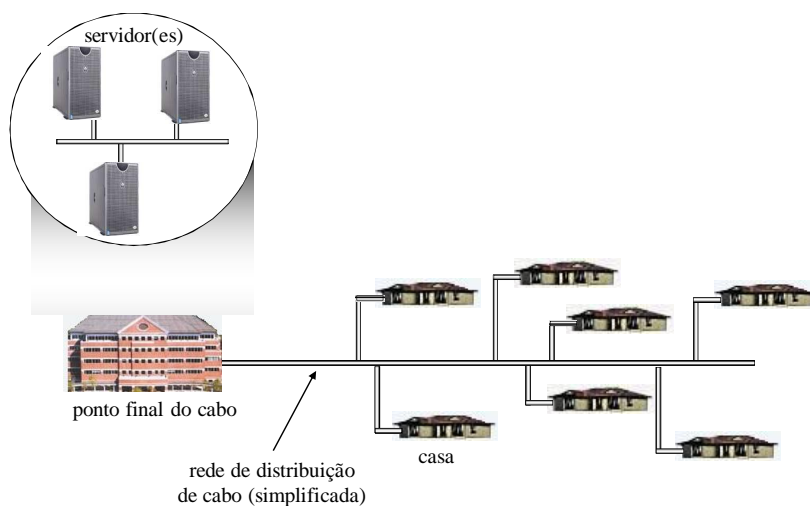 servidor(es)
ponto final do cabo
casa
rede de distribuição
de cabo (simplificada)